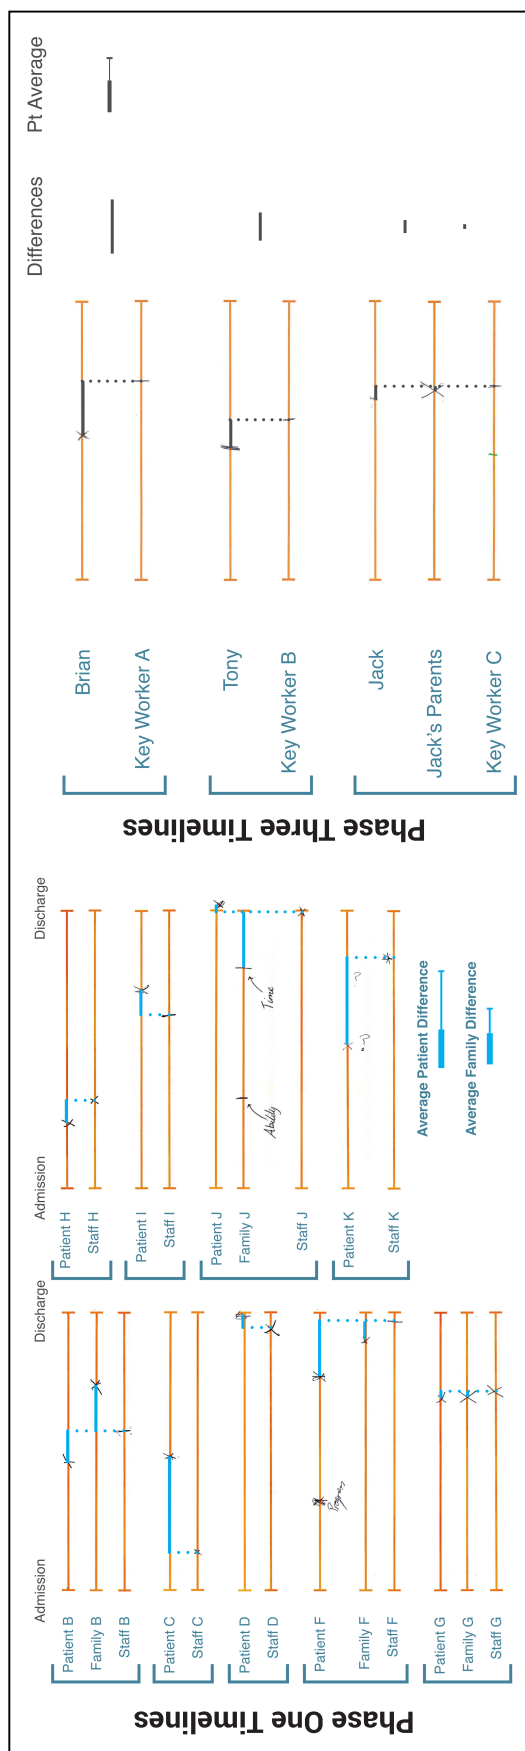 Phase One Timelines
Admission
Discharge
Patient B
Family B
Staff B
Patient C
Staff C
Patient D
Staff D
Patient F
Progress
Family F
Staff F
Patient G
Family G
Staff G
Admission
Discharge
Patient H
Staff H
Patient I
Staff I
Patient J
Family J
Ability
Time
Staff J
Patient K
Staff K
Average Patient Difference
Average Family Difference
Phase Three Timelines
Differences
Pt Average
Brian
Key Worker A
Tony
Key Worker B
Jack
Jack's Parents
Key Worker C